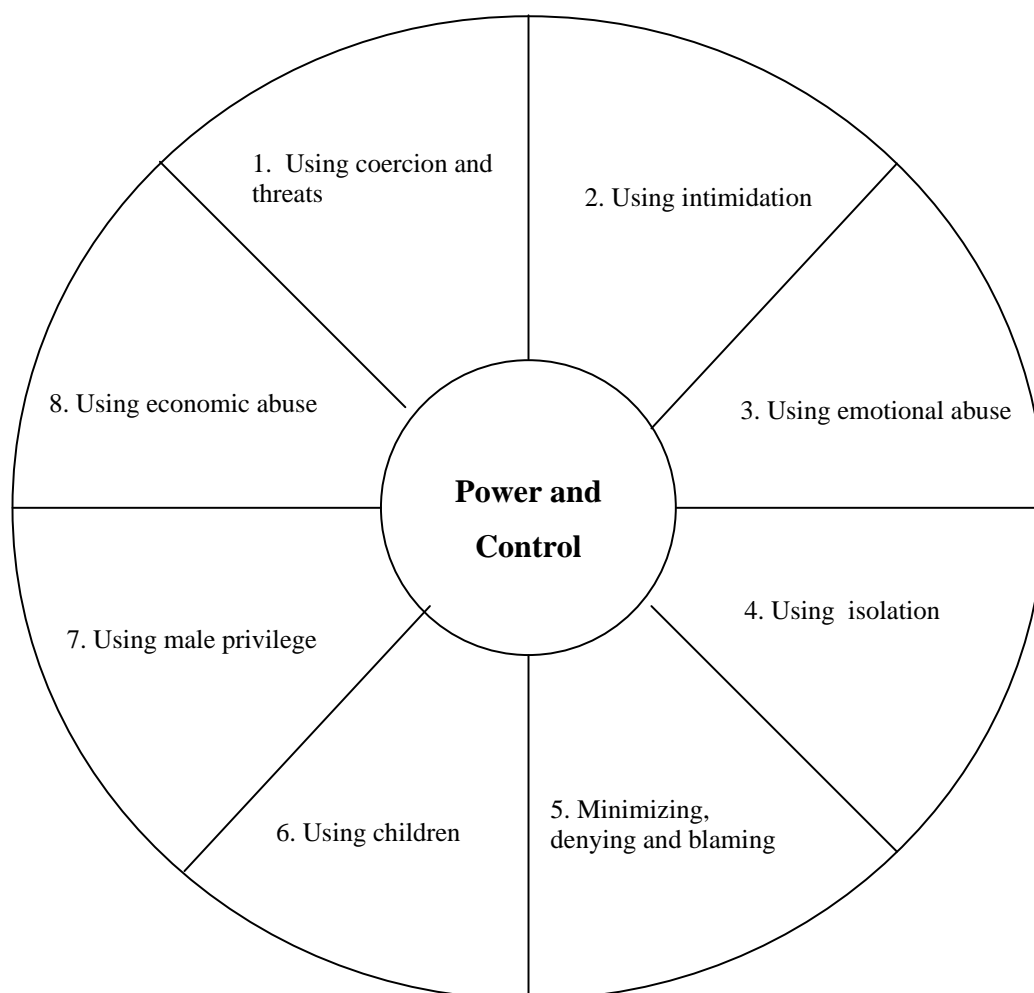 1. Using coercion and
threats
2. Using intimidation
3. Using emotional abuse
4. Using isolation
5. Minimizing,
denying and blaming
6. Using children
7. Using male privilege
8. Using economic abuse
Power and
Control